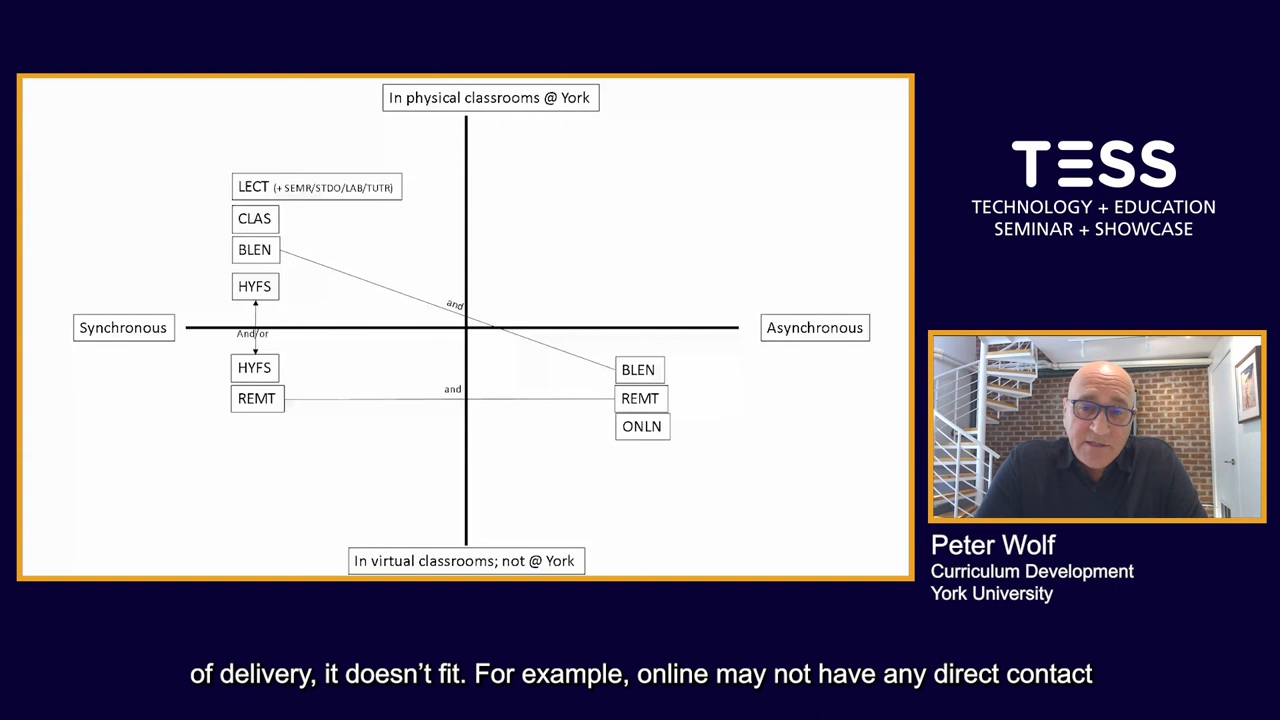 In physical classrooms @ York
LECT (+ SEMR/STDO/LAB/TUTR)
CLAS
BLEN
HYFS
and
Synchronous
Asynchronous
And/or
HYFS
BLEN
REMT
and
REMT
ONLN
In virtual classrooms; not @ York
TESS
TECHNOLOGY + EDUCATION
SEMINAR + SHOWCASE
Peter Wolf
Curriculum Development
York University
of delivery, it doesn’t fit. For example, online may not have any direct contact